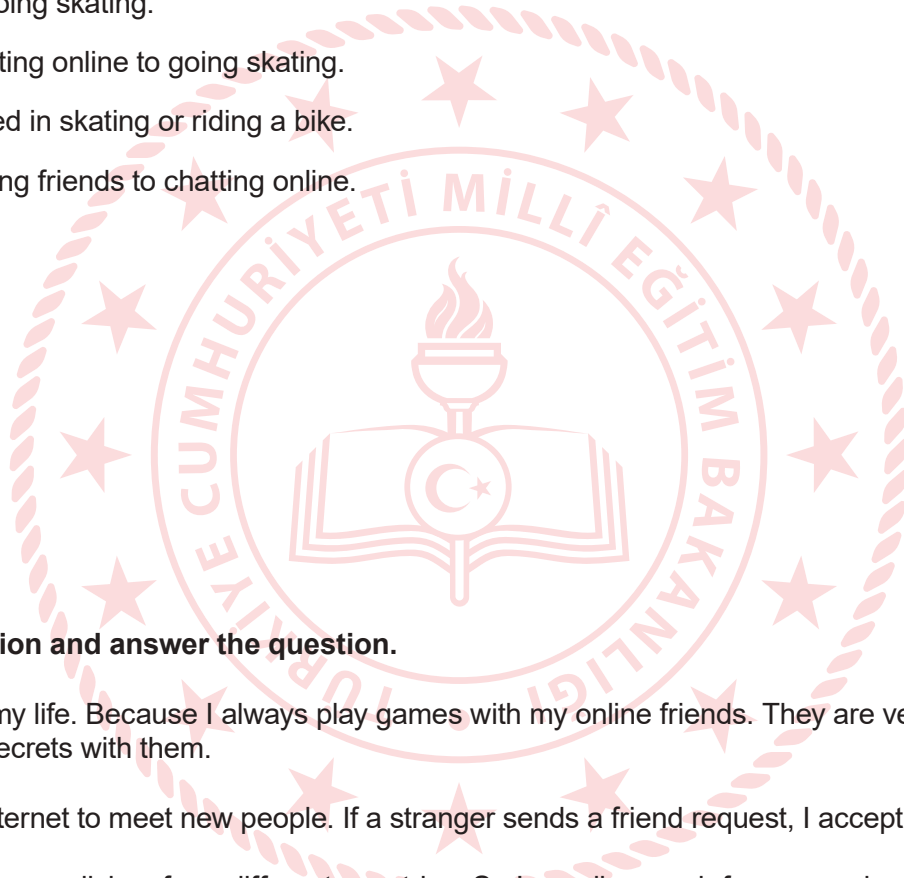 oing skating.
ting online to going skating.
ed in skating or riding a bike.
ng friends to chatting online.
TÜRKİYE CUMHURİYETİ MİLLÎ EĞİTİM BAKANLIĞI
ion and answer the question.
my life. Because I always play games with my online friends. They are ve
ecrets with them.
ternet to meet new people. If a stranger sends a friend request, I accept